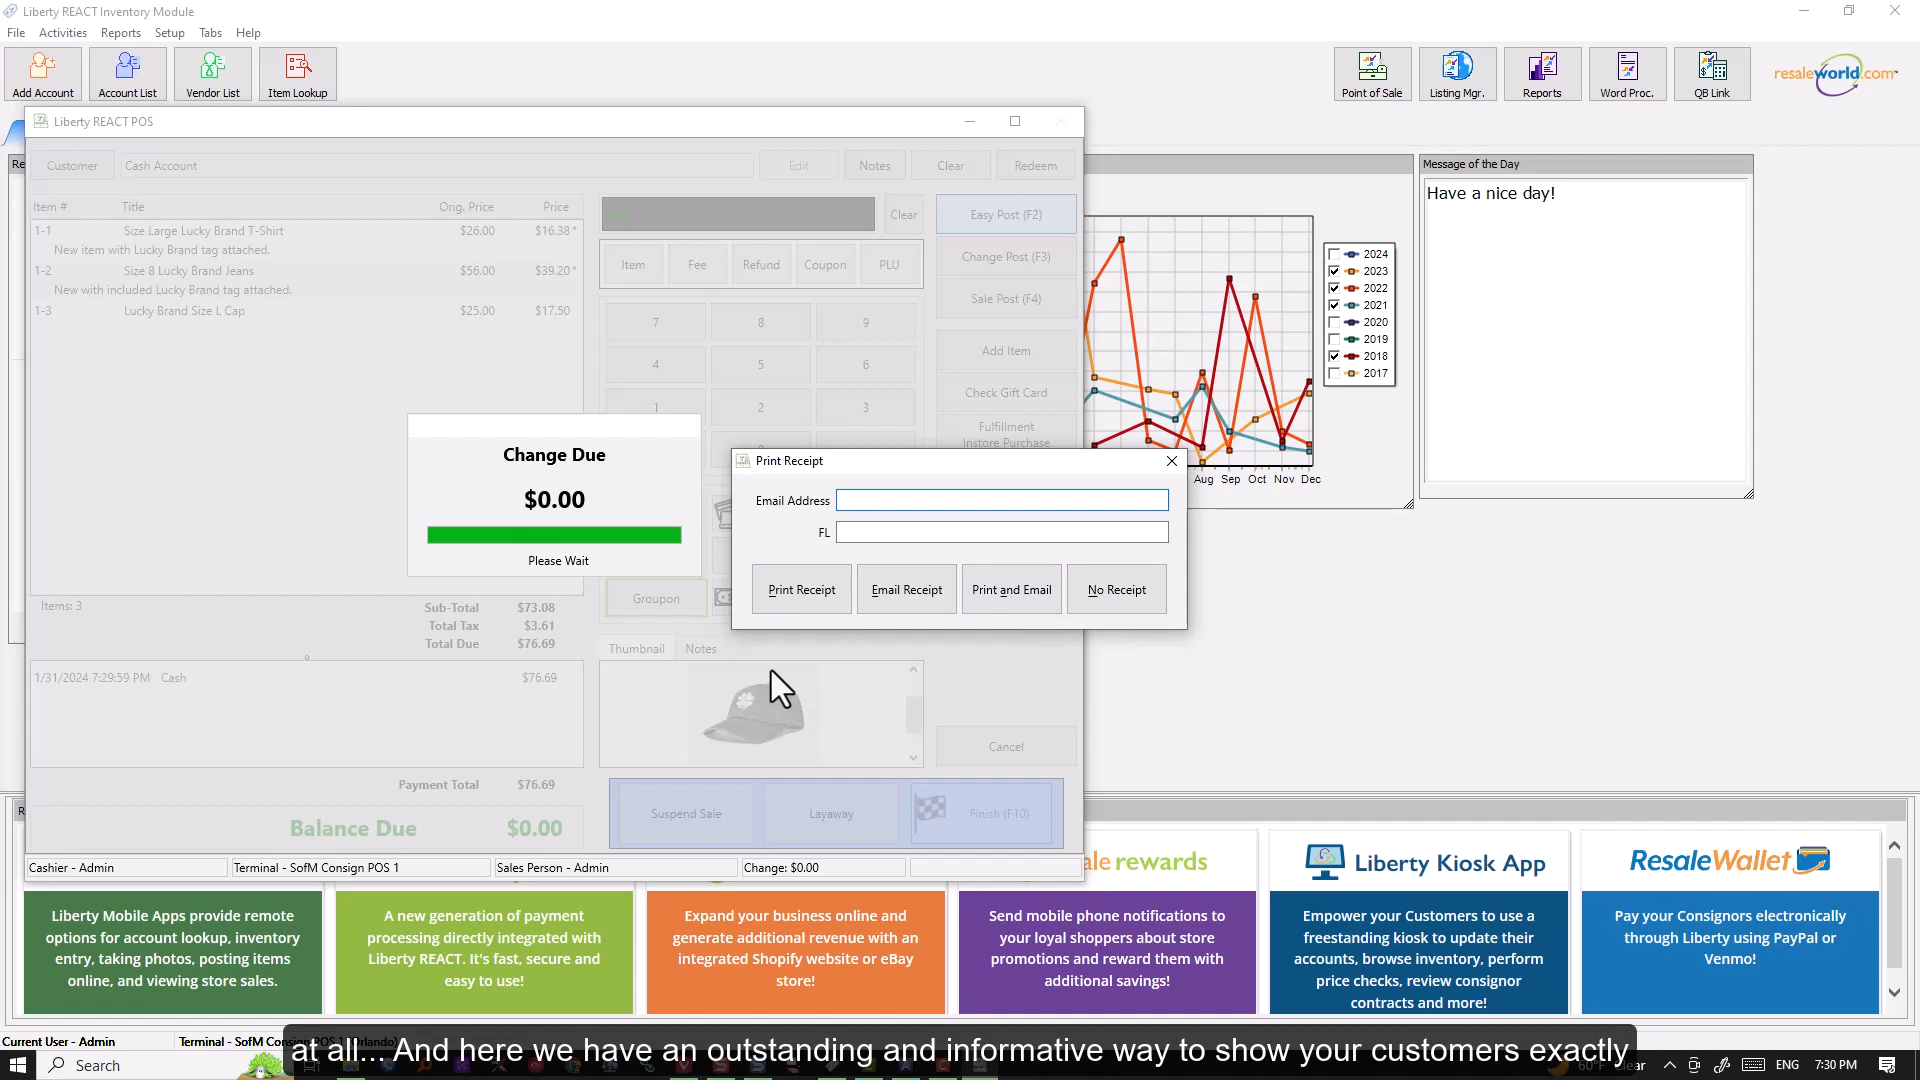 Liberty REACT Inventory Module
File Activities Reports Setup Tabs Help
Add Account Account List Vendor List Item Lookup Point of Sale Listing Mgr. Reports Word Proc. QB Link resaleworld.com
Liberty REACT POS
Customer Cash Account Edit Notes Clear Redeem
Item # Title Orig. Price Price
1-1 Size Large Lucky Brand T-Shirt $26.00 $16.38*
New item with Lucky Brand tag attached.
1-2 Size 8 Lucky Brand Jeans $56.00 $39.20*
New with included Lucky Brand tag attached.
1-3 Lucky Brand Size L Cap $25.00 $17.50
Clear
Item Fee Refund Coupon PLU
7 8 9
4 5 6
1 2 3
Easy Post (F2)
Change Post (F3)
Sale Post (F4)
Add Item
Check Gift Card
Fulfillment
Instore Purchase
Change Due
$0.00
Please Wait
Print Receipt
Email Address
FL
Print Receipt Email Receipt Print and Email No Receipt
Groupon
Items: 3
Sub-Total $73.08
Total Tax $3.61
Total Due $76.69
1/31/2024 7:29:59 PM Cash $76.69
Thumbnail Notes
Cancel
Payment Total $76.69
Balance Due $0.00
Suspend Sale Layaway Finish (F10)
Cashier - Admin Terminal - SofM Consign POS 1 Sales Person - Admin Change: $0.00
2024
2023
2022
2021
2020
2019
2018
2017
Aug Sep Oct Nov Dec
Message of the Day
Have a nice day!
Liberty Mobile Apps provide remote
options for account lookup, inventory
entry, taking photos, posting items
online, and viewing store sales.
A new generation of payment
processing directly integrated with
Liberty REACT. It's fast, secure and
easy to use!
Expand your business online and
generate additional revenue with an
integrated Shopify website or eBay
store!
ale rewards
Send mobile phone notifications to
your loyal shoppers about store
promotions and reward them with
additional savings!
Liberty Kiosk App
Empower your Customers to use a
freestanding kiosk to update their
accounts, browse inventory, perform
price checks, review consignor
contracts and more!
ResaleWallet
Pay your Consignors electronically
through Liberty using PayPal or
Venmo!
Current User - Admin Terminal - SofM
at all... And here we have an outstanding and informative way to show your customers exactly
Search
ENG 7:30 PM